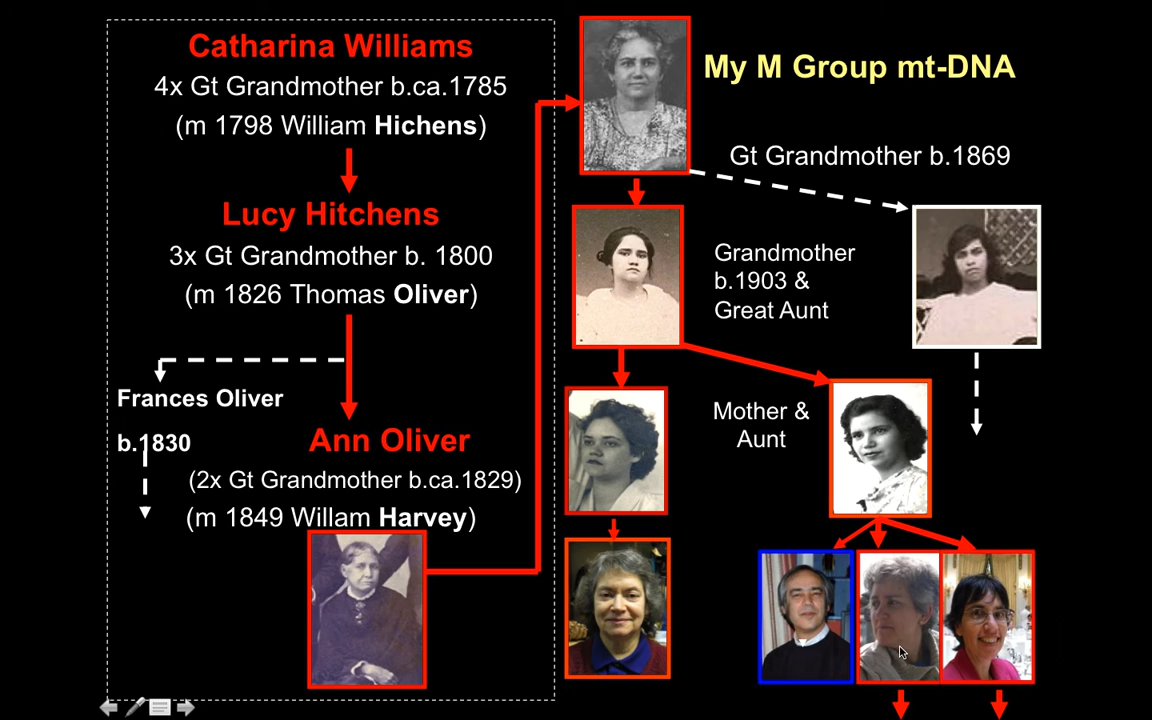 Catharina Williams
4x Gt Grandmother b.ca.1785
(m 1798 William Hichens)
Lucy Hitchens
3x Gt Grandmother b. 1800
(m 1826 Thomas Oliver)
Frances Oliver
b.1830
Ann Oliver
(2x Gt Grandmother b.ca.1829)
(m 1849 Willam Harvey)
My M Group mt-DNA
Gt Grandmother b.1869
Grandmother
b.1903 &
Great Aunt
Mother &
Aunt